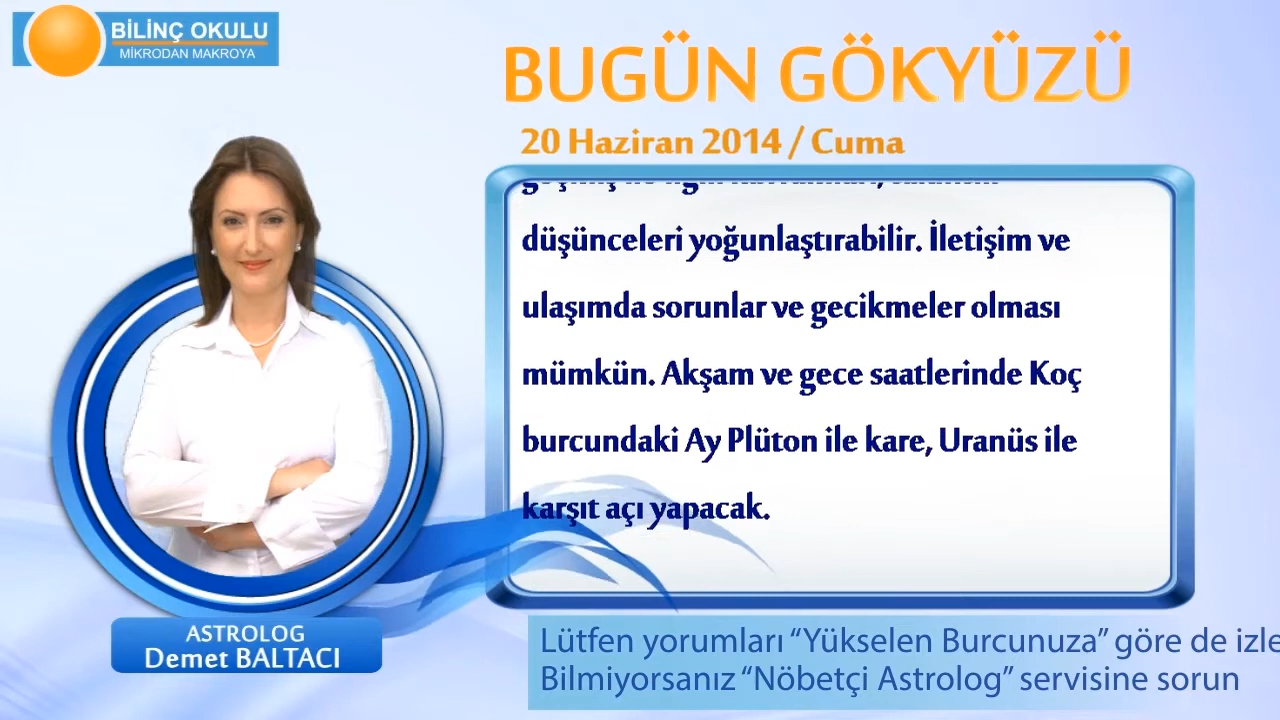 BİLİNÇ OKULU
MİKRODAN MAKROYA
BUGÜN GÖKYÜZÜ
20 Haziran 2014 / Cuma
düşünceleri yoğunlaştırabilir. İletişim ve
ulaşımda sorunlar ve gecikmeler olması
mümkün. Akşam ve gece saatlerinde Koç
burcundaki Ay Plüton ile kare, Uranüs ile
karşıt açı yapacak.
ASTROLOG
Demet BALTACI
Lütfen yorumları “Yükselen Burcunuza” göre de izle
Bilmiyorsanız “Nöbetçi Astrolog” servisine sorun